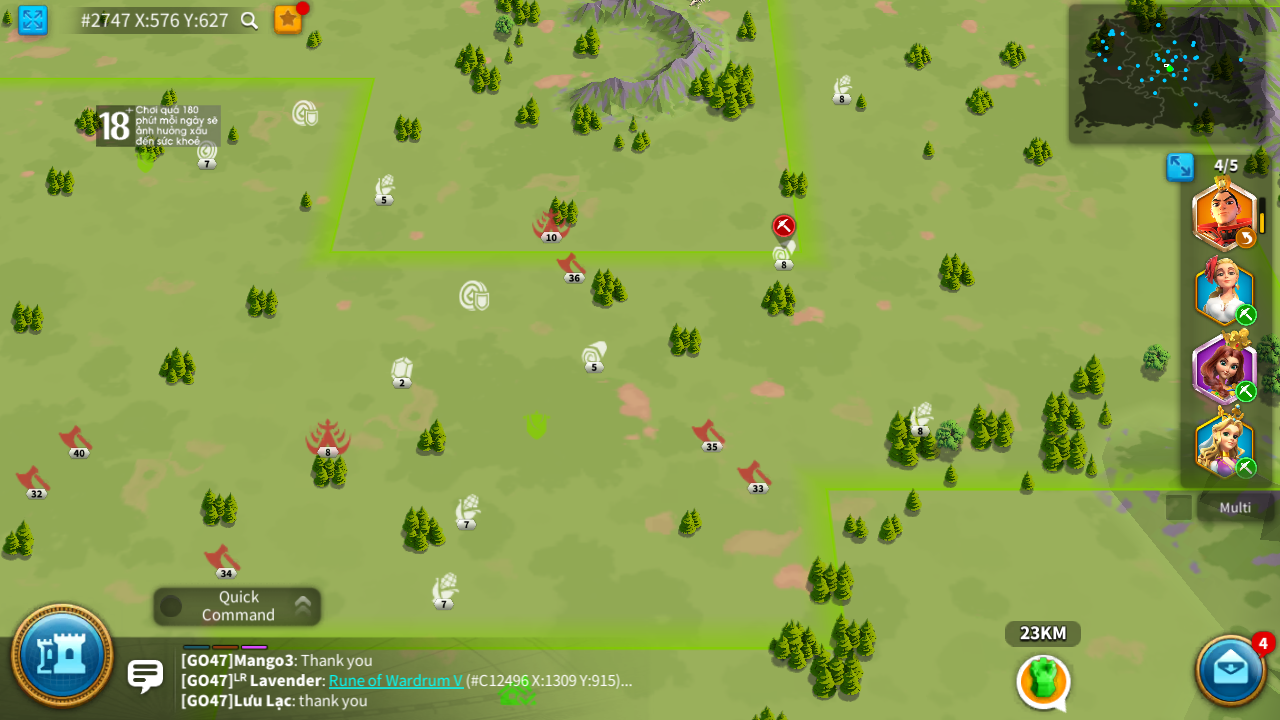 #2747 X:576 Y:627
18+
Chơi quá 180
phút mỗi ngày sẽ
ảnh hưởng xấu
đến sức khoẻ
7
8
5
10
36
8
4/5
5
2
8
40
32
35
33
8
7
34
7
Multi
Quick
Command
23KM
4
[GO47]Mango3: Thank you
[GO47]LR Lavender: Rune of Wardrum V (#C12496 X:1309 Y:915)...
[GO47]Lưu Lạc: thank you